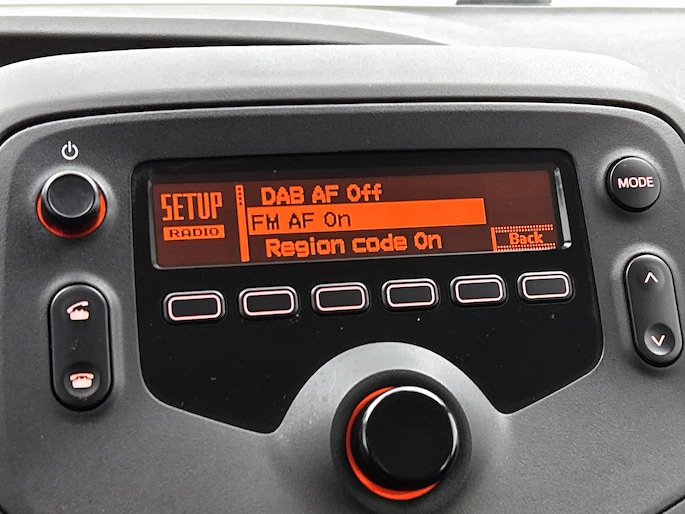 SETUP
RADIO
DAB AF Off
FM AF On
Region code On
Back
MODE